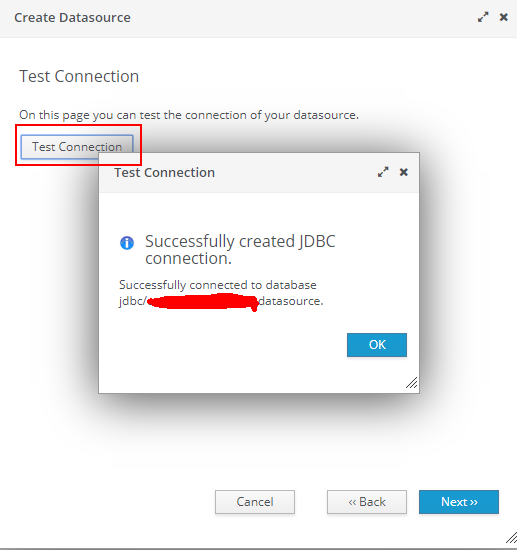 Create Datasource
Test Connection
On this page you can test the connection of your datasource.
Test Connection
Test Connection
Successfully created JDBC
connection.
Successfully connected to database
jdbc/ datasource.
OK
Cancel
‹‹ Back
Next ››